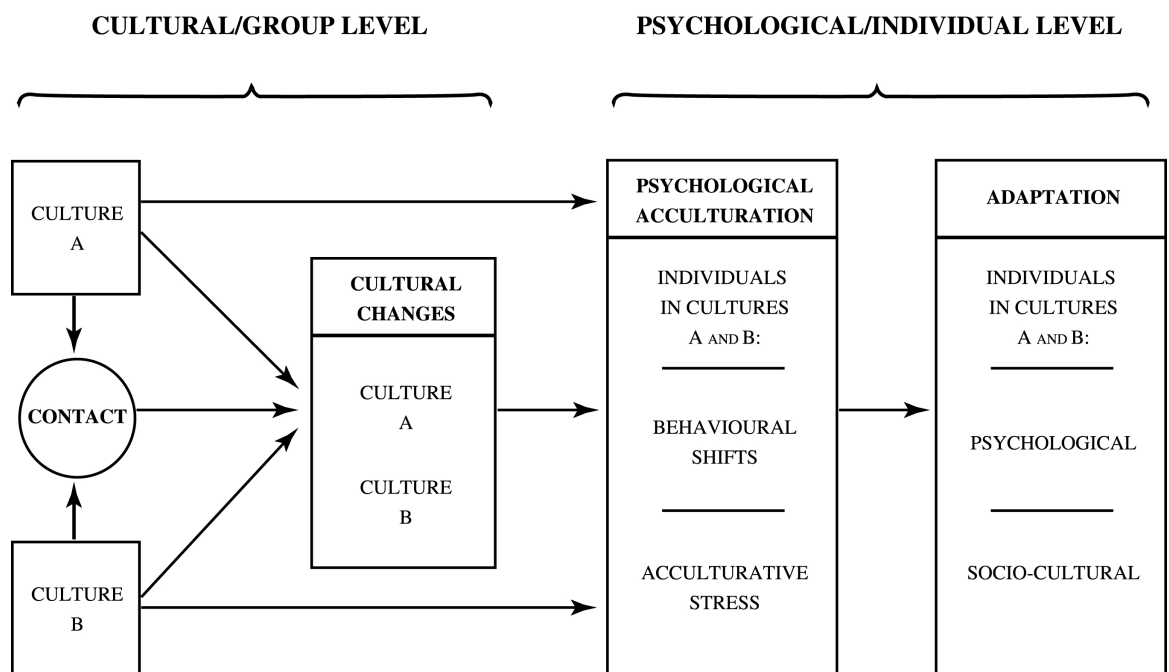 CULTURAL/GROUP LEVEL
PSYCHOLOGICAL/INDIVIDUAL LEVEL
CULTURE
A
CONTACT
CULTURE
B
CULTURAL
CHANGES
CULTURE
A
CULTURE
B
PSYCHOLOGICAL
ACCULTURATION
INDIVIDUALS
IN CULTURES
A AND B:
BEHAVIOURAL
SHIFTS
ACCULTURATIVE
STRESS
ADAPTATION
INDIVIDUALS
IN CULTURES
A AND B:
PSYCHOLOGICAL
SOCIO-CULTURAL